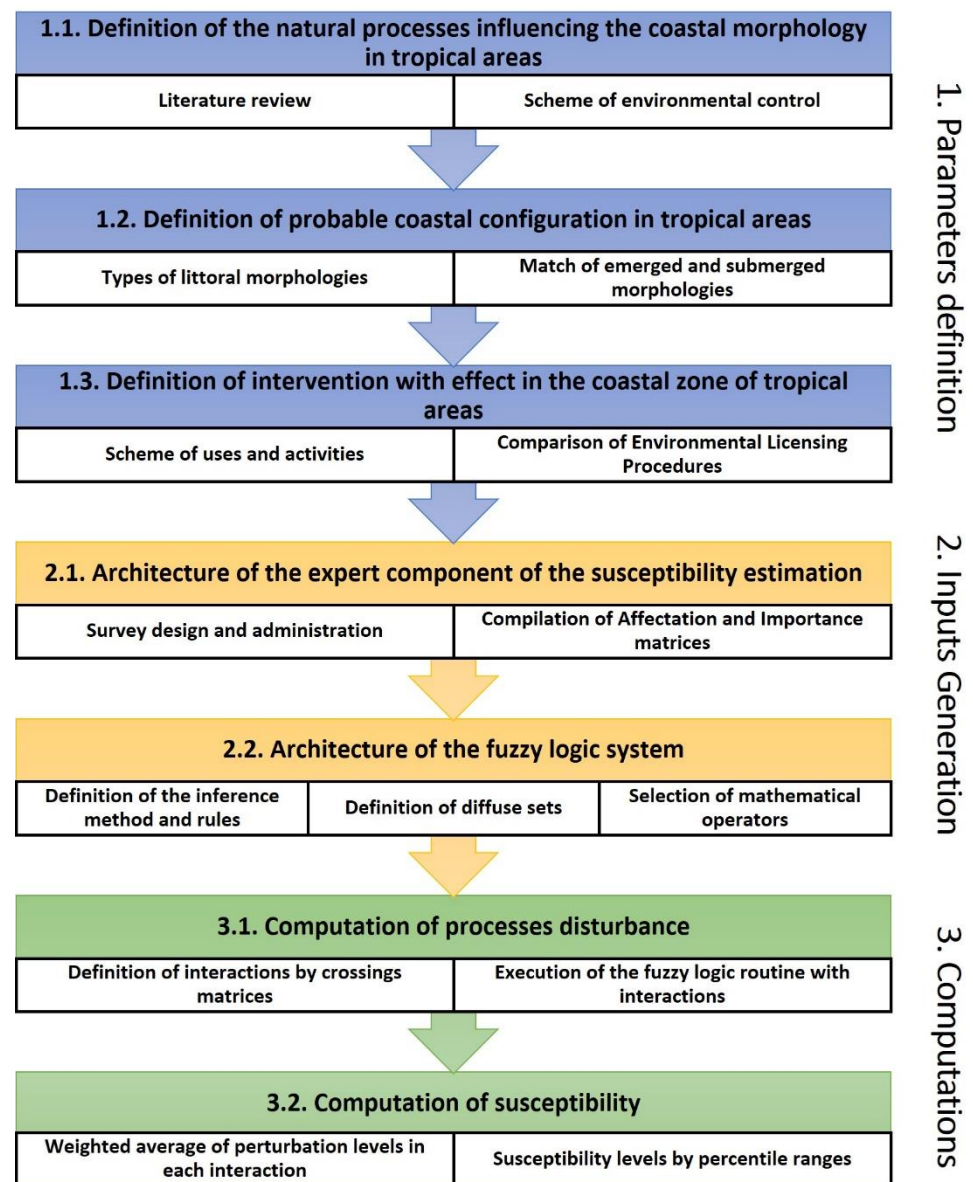 1.1. Definition of the natural processes influencing the coastal morphology
in tropical areas
Literature review
Scheme of environmental control
1.2. Definition of probable coastal configuration in tropical areas
Types of littoral morphologies
Match of emerged and submerged
morphologies
1.3. Definition of intervention with effect in the coastal zone of tropical
areas
Scheme of uses and activities
Comparison of Environmental Licensing
Procedures
1. Parameters definition
2.1. Architecture of the expert component of the susceptibility estimation
Survey design and administration
Compilation of Affectation and Importance
matrices
2.2. Architecture of the fuzzy logic system
Definition of the inference
method and rules
Definition of diffuse sets
Selection of mathematical
operators
2. Inputs Generation
3.1. Computation of processes disturbance
Definition of interactions by crossings
matrices
Execution of the fuzzy logic routine with
interactions
3.2. Computation of susceptibility
Weighted average of perturbation levels in
each interaction
Susceptibility levels by percentile ranges
3. Computations